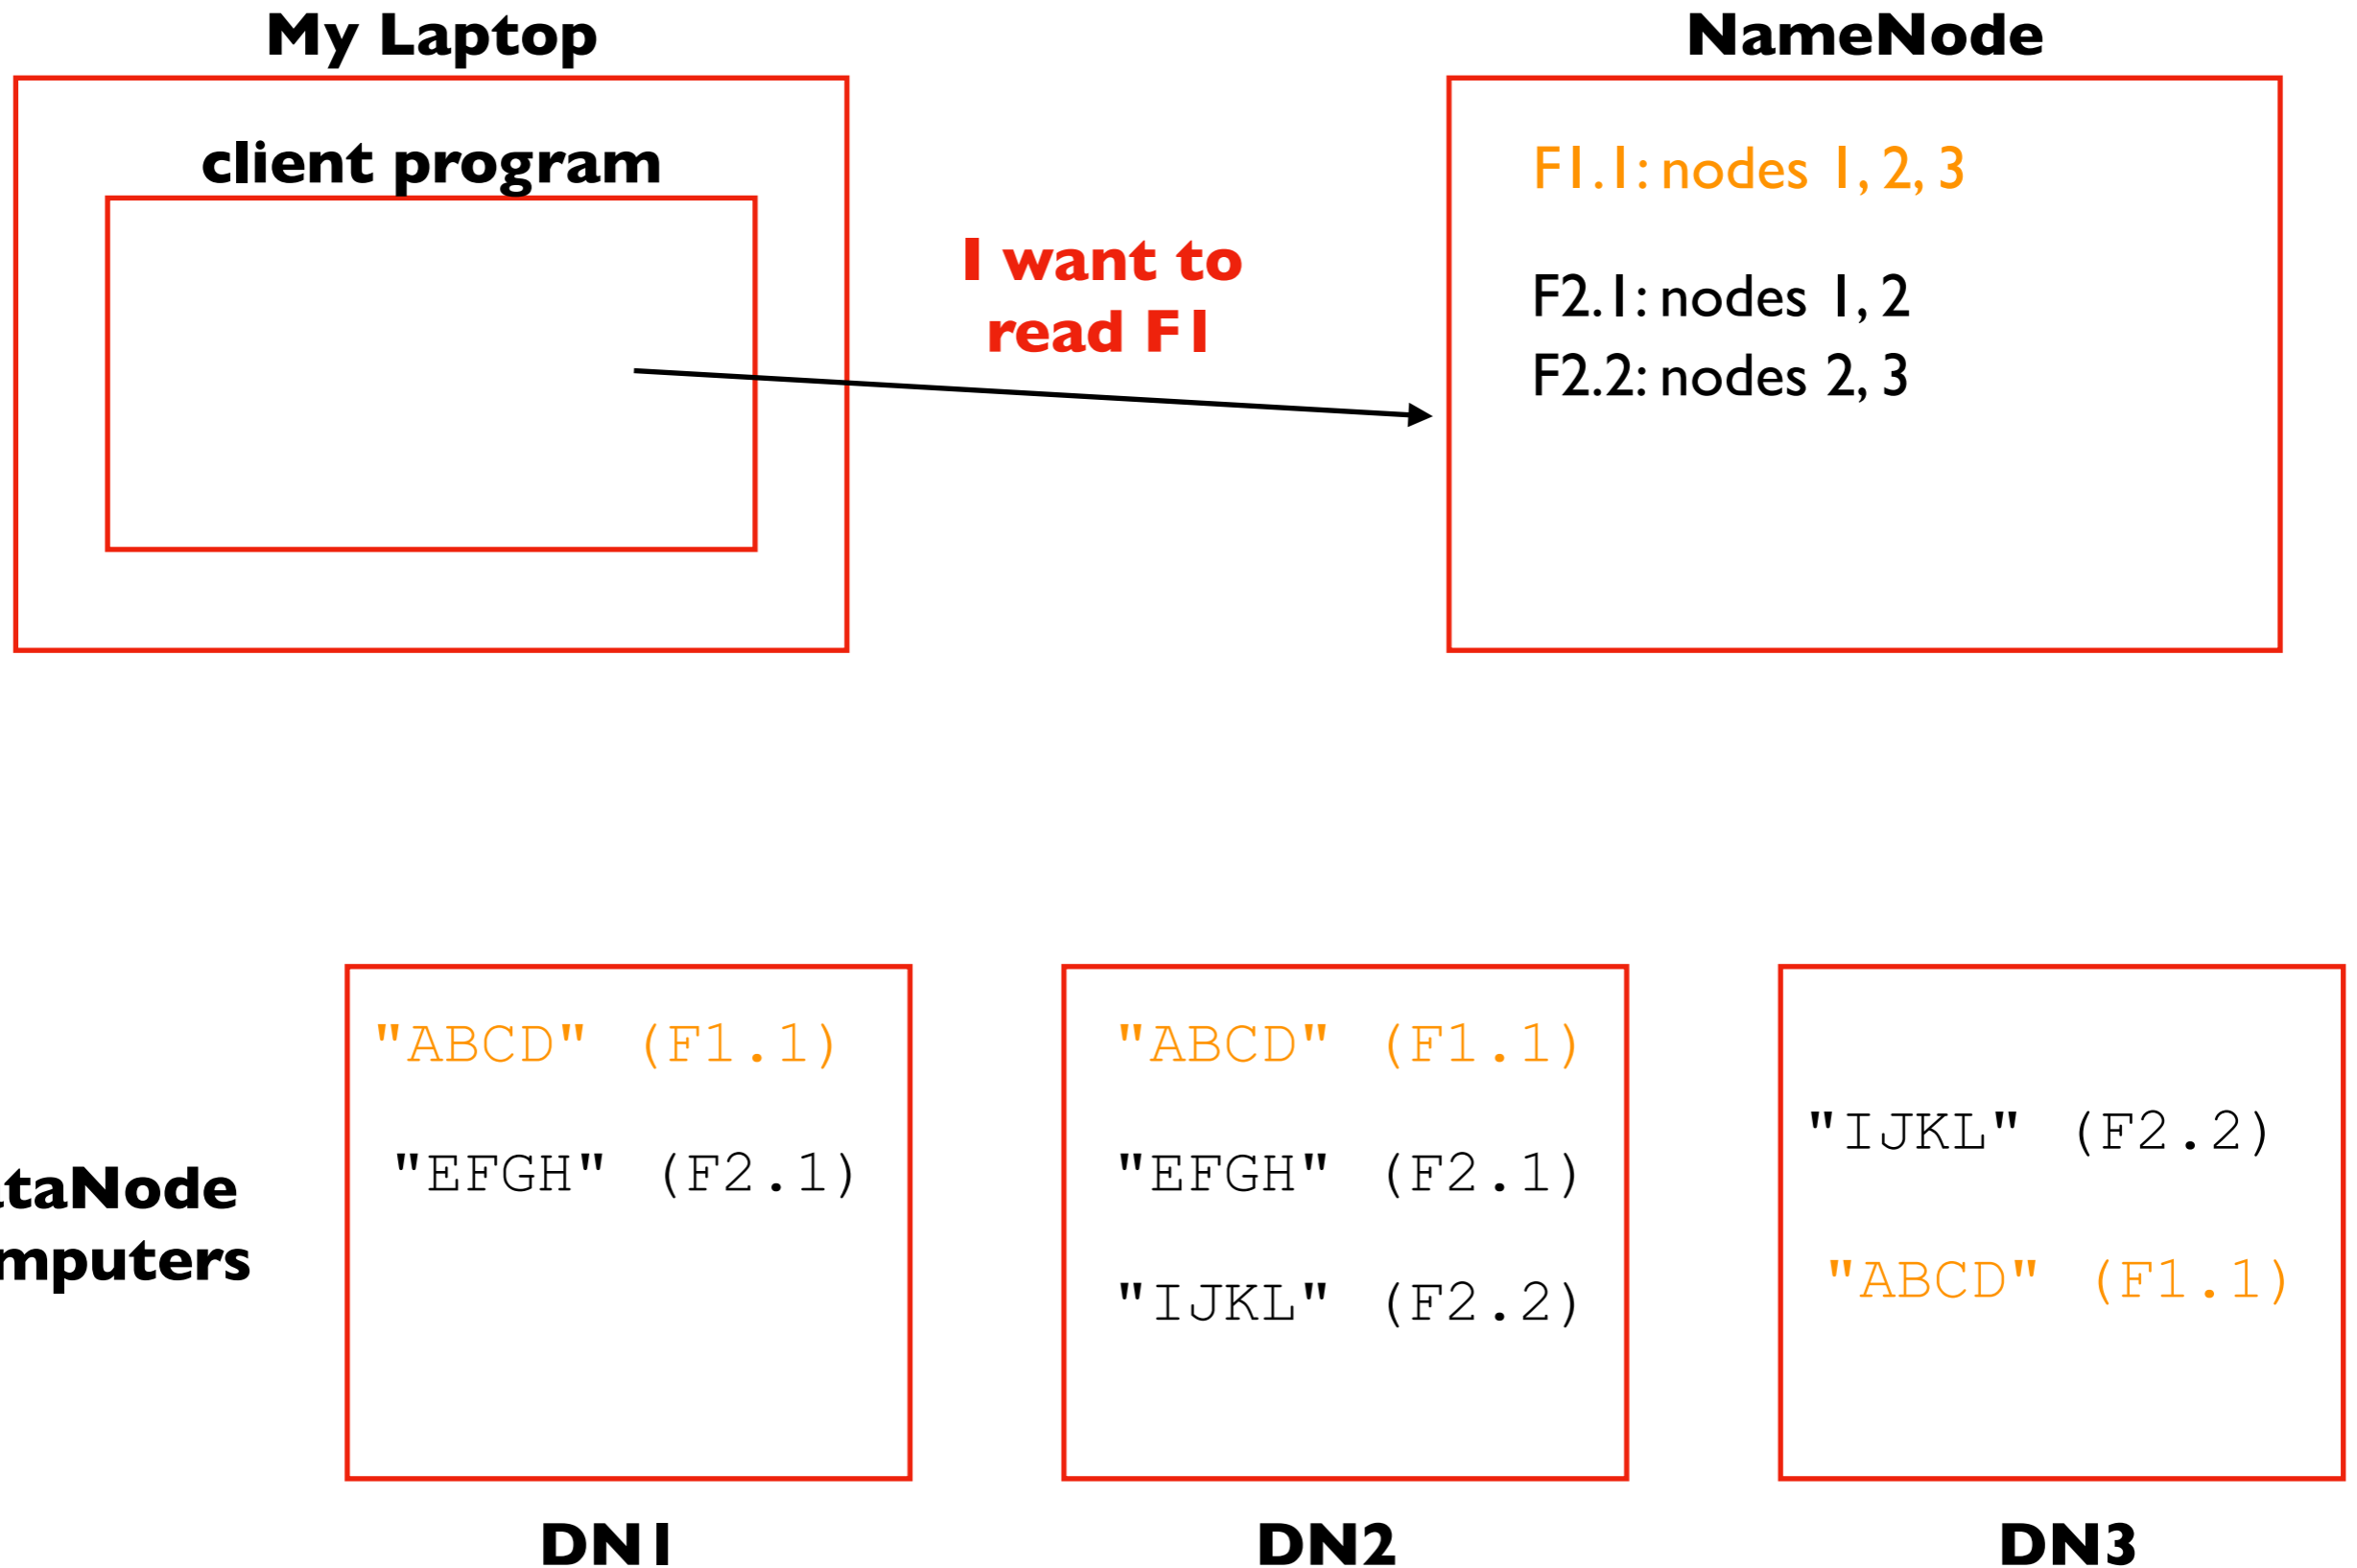 My Laptop
NameNode
client program
F1.1: nodes 1, 2, 3
I want to
read F1
F2.1: nodes 1, 2
F2.2: nodes 2, 3
"ABCD" (F1.1)
"EFGH" (F2.1)
"ABCD" (F1.1)
"EFGH" (F2.1)
"IJKL" (F2.2)
"IJKL" (F2.2)
"ABCD" (F1.1)
taNode
mputers
DN1
DN2
DN3